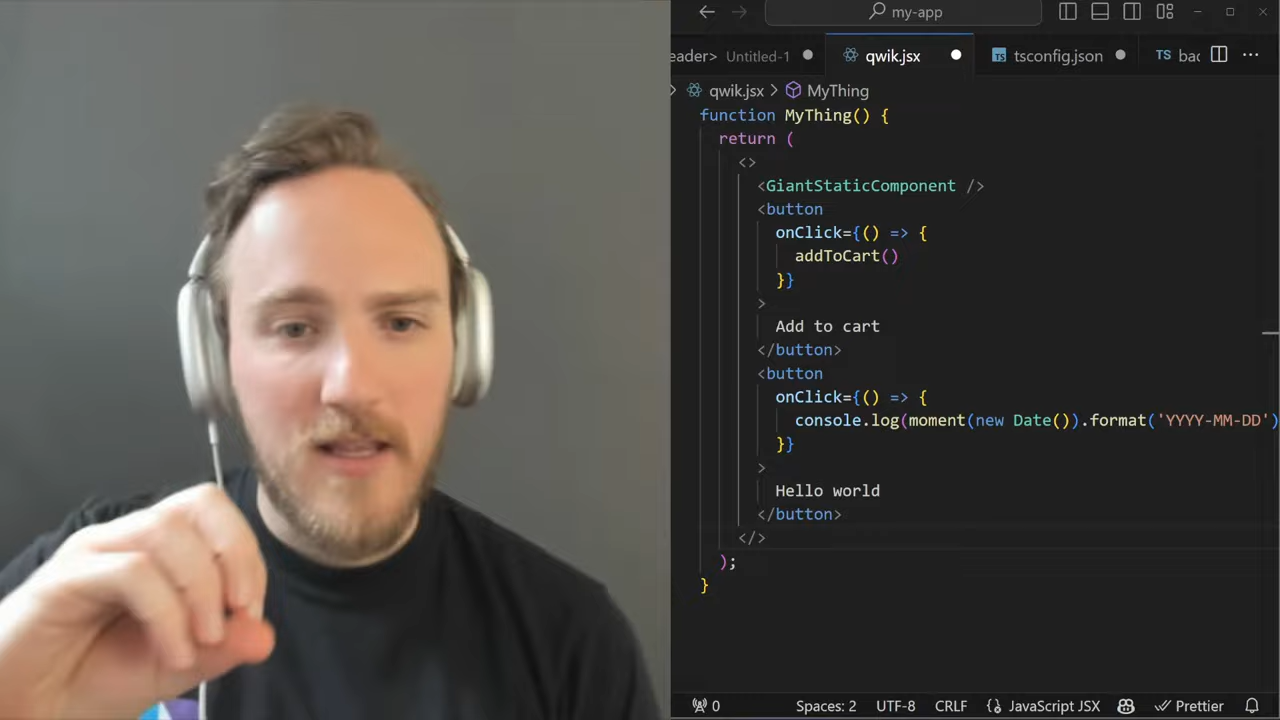 my-app
eader> Untitled-1
qwik.jsx
tsconfig.json
TS bac
qwik.jsx > MyThing
function MyThing() {
return (
<>
<GiantStaticComponent />
<button
onClick={() => {
addToCart()
}}
>
Add to cart
</button>
<button
onClick={() => {
console.log(moment(new Date()).format('YYYY-MM-DD')
}}
>
Hello world
</button>
</>
);
}
0 Spaces: 2 UTF-8 CRLF JavaScript JSX Prettier